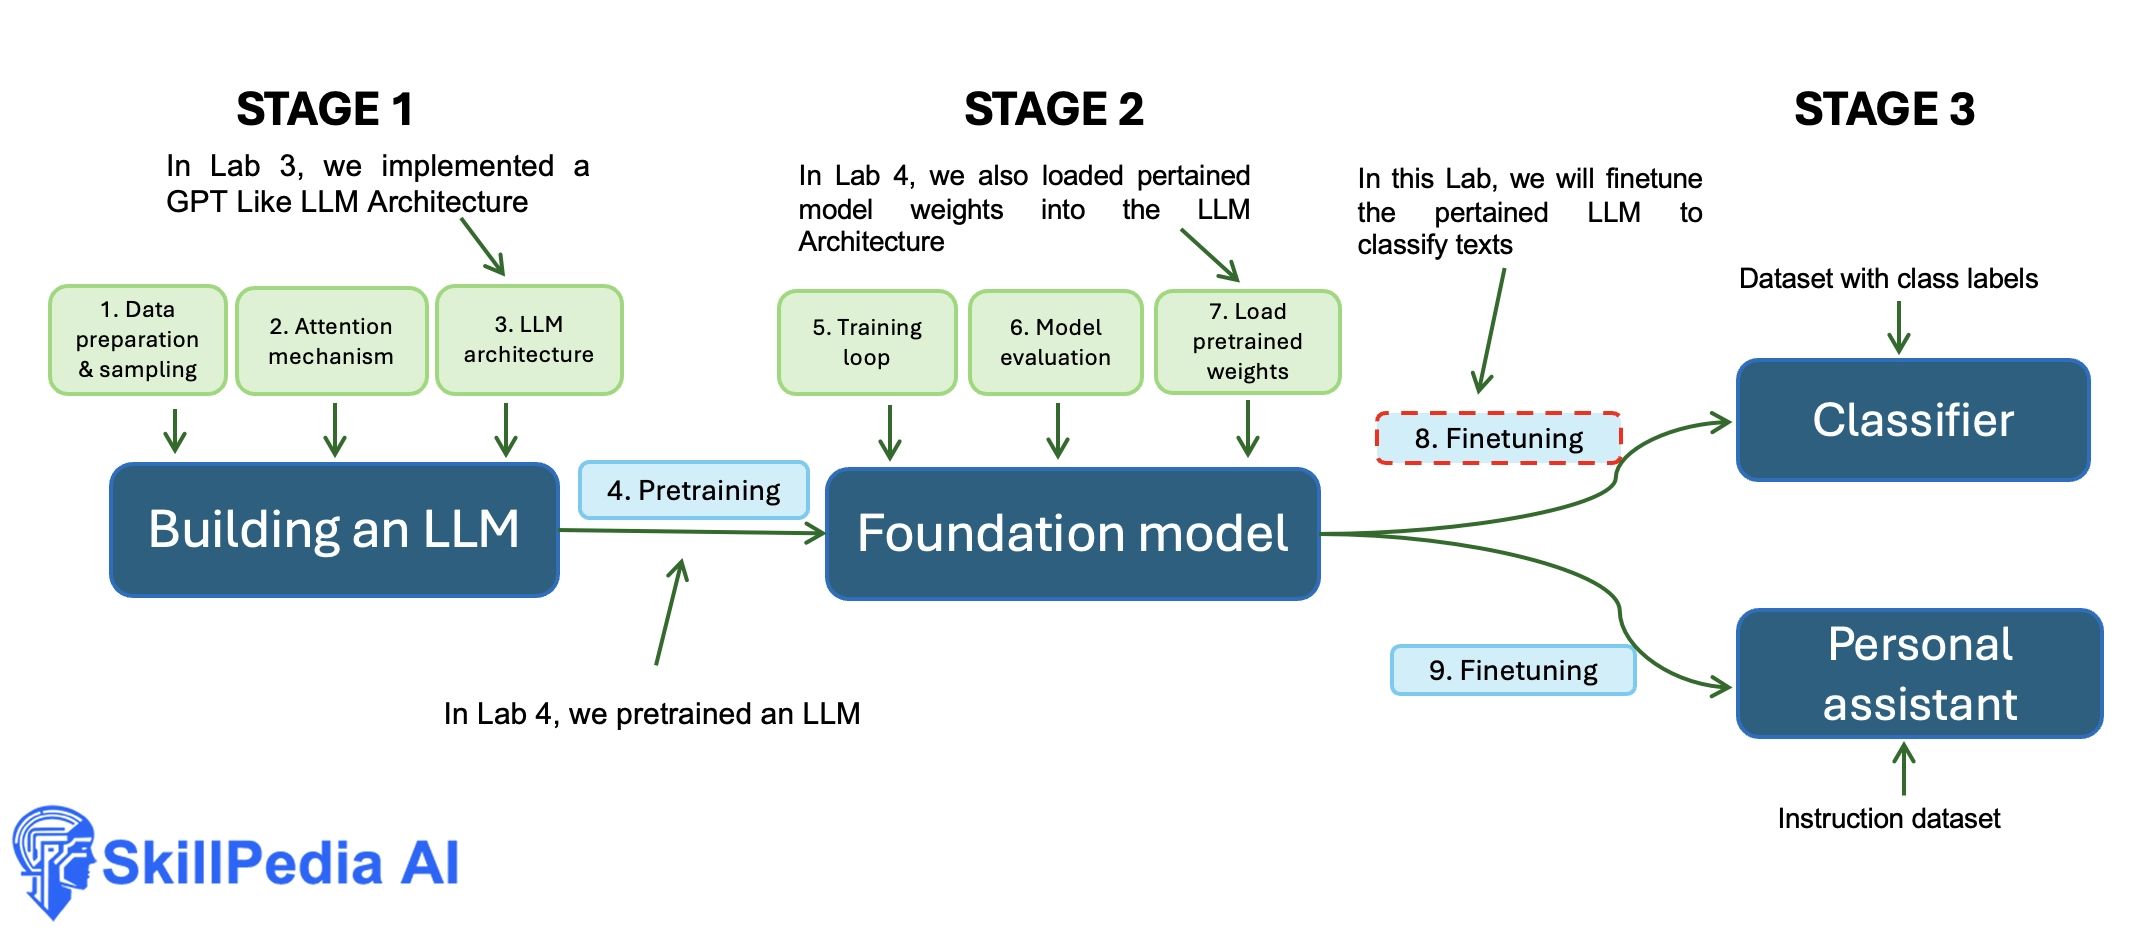 STAGE 1
In Lab 3, we implemented a
GPT Like LLM Architecture
1. Data
preparation
& sampling
2. Attention
mechanism
3. LLM
architecture
Building an LLM
4. Pretraining
In Lab 4, we pretrained an LLM
STAGE 2
In Lab 4, we also loaded pertained
model weights into the LLM
Architecture
5. Training
loop
6. Model
evaluation
7. Load
pretrained
weights
Foundation model
In this Lab, we will finetune
the pertained LLM to
classify texts
8. Finetuning
9. Finetuning
STAGE 3
Dataset with class labels
Classifier
Personal
assistant
Instruction dataset
SkillPedia AI